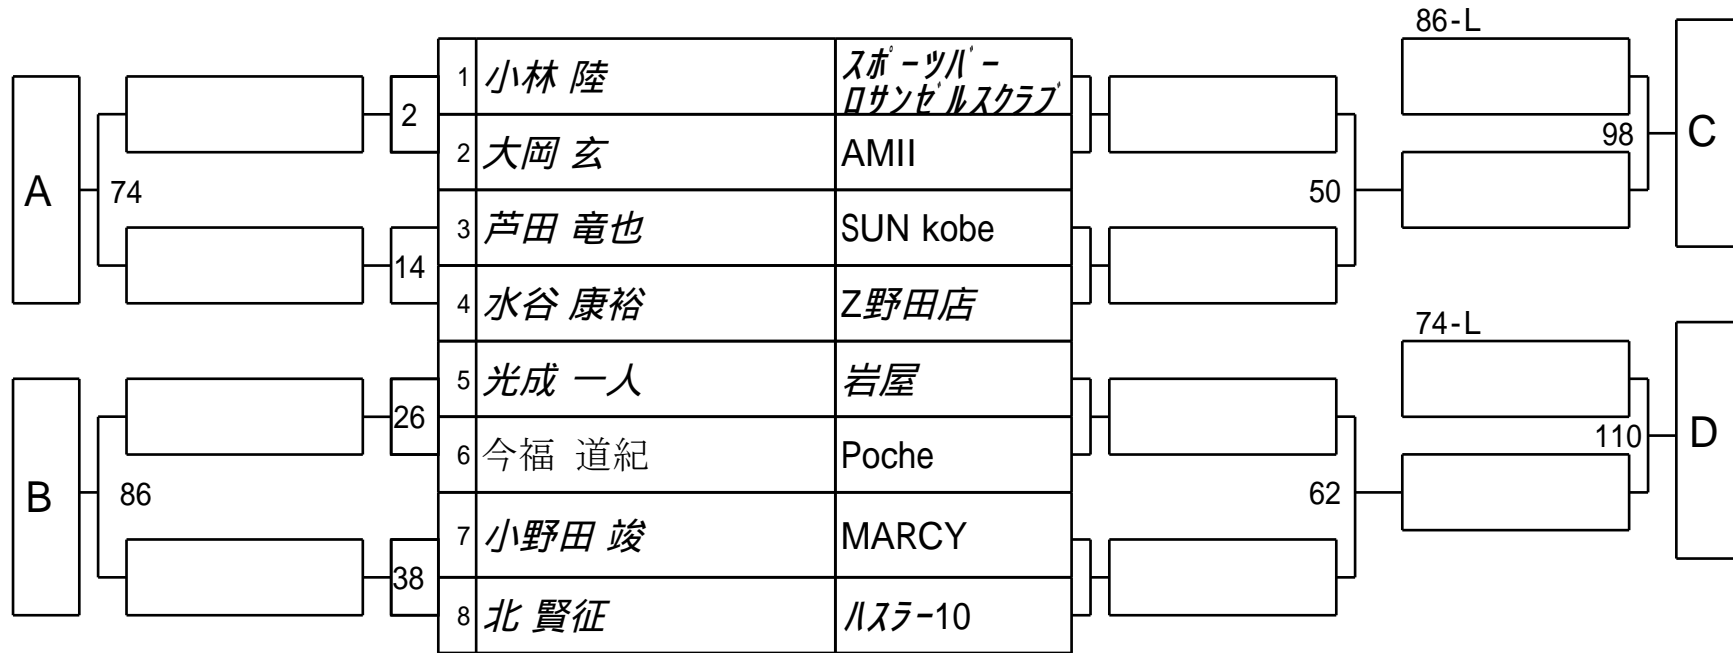 86-L
1 小林 陸 スポーツバー
ロサンゼルスクラブ
2
98
C
2 大岡 玄 AMII
A
74
50
3 芦田 竜也 SUN kobe
14
4 水谷 康裕 Z野田店
74-L
5 光成 一人 岩屋
26
110
D
6 今福 道紀 Poche
B
86
62
7 小野田 竣 MARCY
38
8 北 賢征 ハスラー10